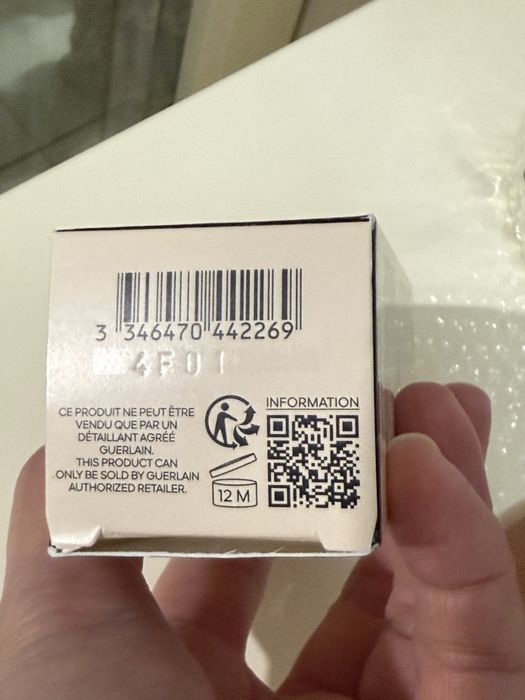 3 346470 442269
4F01
CE PRODUIT NE PEUT ÊTRE
VENDU QUE PAR UN
DÉTAILLANT AGRÉÉ
GUERLAIN.
THIS PRODUCT CAN
ONLY BE SOLD BY GUERLAIN
AUTHORIZED RETAILER.
INFORMATION
12 M